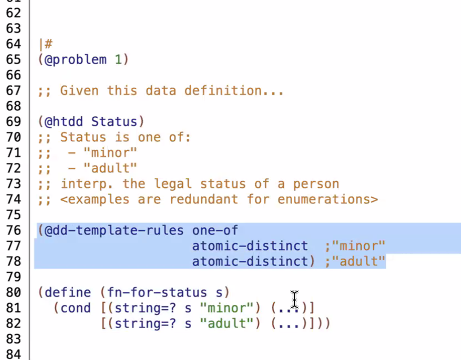 61
62
63
64 |#
65 (@problem 1)
66
67 ;; Given this data definition...
68
69 (@htdd Status)
70 ;; Status is one of:
71 ;;  - "minor"
72 ;;  - "adult"
73 ;; interp. the legal status of a person
74 ;; <examples are redundant for enumerations>
75
76 (@dd-template-rules one-of
77                     atomic-distinct  ;"minor"
78                     atomic-distinct) ;"adult"
79
80 (define (fn-for-status s)
81   (cond [(string=? s "minor") (...)]
82         [(string=? s "adult") (...)]))
83
84